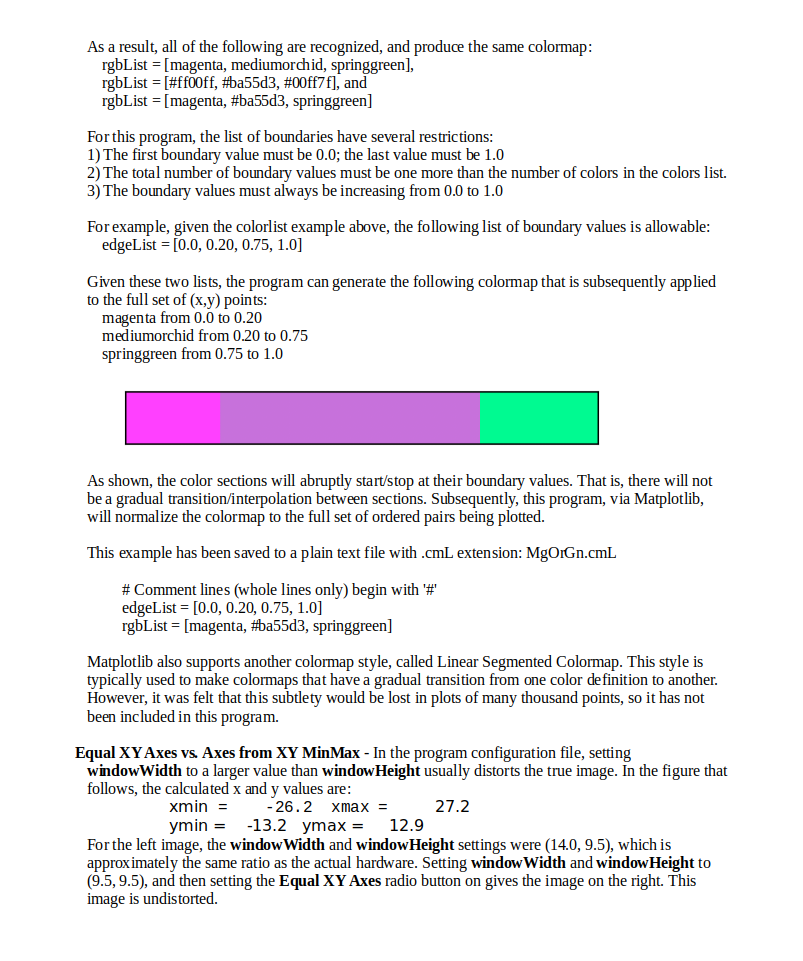 As a result, all of the following are recognized, and produce the same colormap:
rgbList = [magenta, mediumorchid, springgreen],
rgbList = [#ff00ff, #ba55d3, #00ff7f], and
rgbList = [magenta, #ba55d3, springgreen]
For this program, the list of boundaries have several restrictions:
1) The first boundary value must be 0.0; the last value must be 1.0
2) The total number of boundary values must be one more than the number of colors in the colors list.
3) The boundary values must always be increasing from 0.0 to 1.0
For example, given the colorlist example above, the following list of boundary values is allowable:
edgeList = [0.0, 0.20, 0.75, 1.0]
Given these two lists, the program can generate the following colormap that is subsequently applied
to the full set of (x,y) points:
magenta from 0.0 to 0.20
mediumorchid from 0.20 to 0.75
springgreen from 0.75 to 1.0
As shown, the color sections will abruptly start/stop at their boundary values. That is, there will not
be a gradual transition/interpolation between sections. Subsequently, this program, via Matplotlib,
will normalize the colormap to the full set of ordered pairs being plotted.
This example has been saved to a plain text file with .cmL extension: MgOrGn.cmL
# Comment lines (whole lines only) begin with '#'
edgeList = [0.0, 0.20, 0.75, 1.0]
rgbList = [magenta, #ba55d3, springgreen]
Matplotlib also supports another colormap style, called Linear Segmented Colormap. This style is
typically used to make colormaps that have a gradual transition from one color definition to another.
However, it was felt that this subtlety would be lost in plots of many thousand points, so it has not
been included in this program.
Equal XY Axes vs. Axes from XY MinMax - In the program configuration file, setting
windowWidth to a larger value than windowHeight usually distorts the true image. In the figure that
follows, the calculated x and y values are:
xmin = -26.2 xmax = 27.2
ymin = -13.2 ymax = 12.9
For the left image, the windowWidth and windowHeight settings were (14.0, 9.5), which is
approximately the same ratio as the actual hardware. Setting windowWidth and windowHeight to
(9.5, 9.5), and then setting the Equal XY Axes radio button on gives the image on the right. This
image is undistorted.